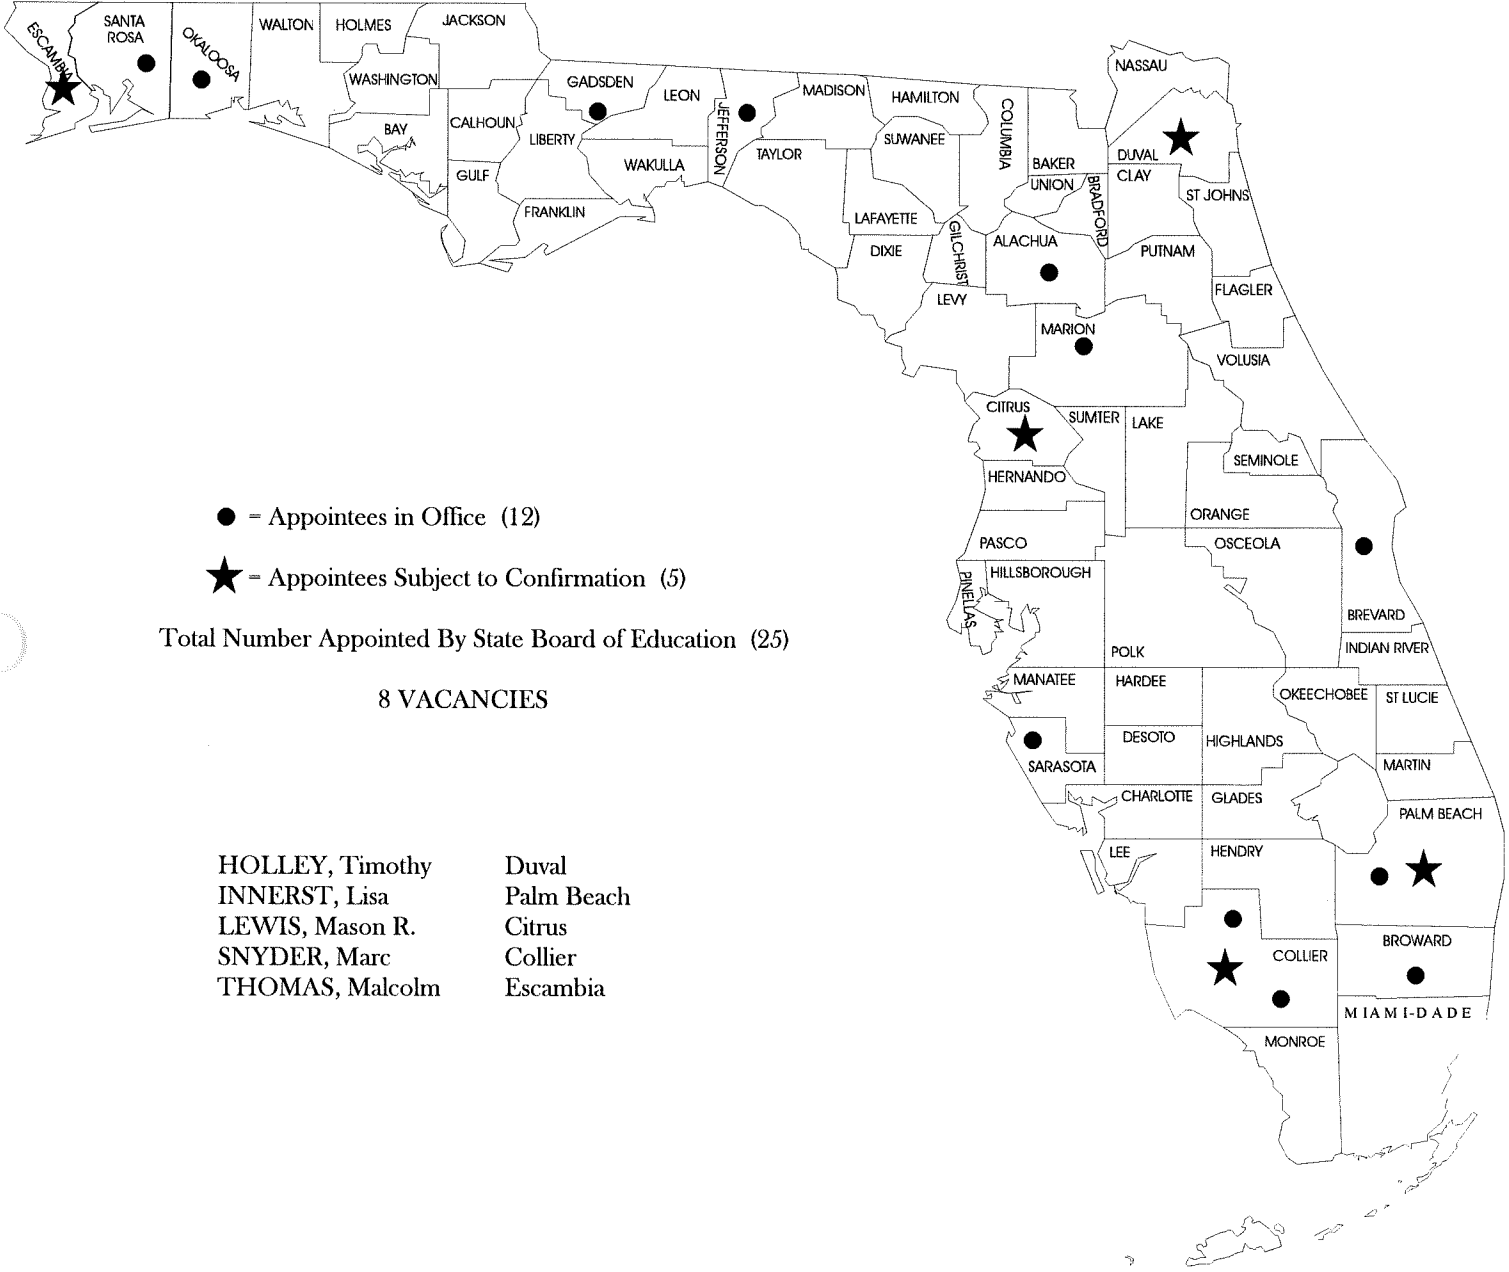 ESCAMBIA
SANTA
ROSA
OKALOOSA
WALTON
HOLMES
JACKSON
WASHINGTON
BAY
CALHOUN
GULF
GADSDEN
LIBERTY
FRANKLIN
LEON
WAKULLA
JEFFERSON
MADISON
TAYLOR
HAMILTON
SUWANEE
LAFAYETTE
DIXIE
COLUMBIA
GILCHRIST
LEVY
BAKER
UNION
BRADFORD
ALACHUA
NASSAU
DUVAL
CLAY
ST JOHNS
PUTNAM
FLAGLER
MARION
VOLUSIA
CITRUS
SUMTER
LAKE
HERNANDO
SEMINOLE
ORANGE
PASCO
OSCEOLA
PINELLAS
HILLSBOROUGH
POLK
BREVARD
INDIAN RIVER
MANATEE
HARDEE
OKEECHOBEE
ST LUCIE
DESOTO
HIGHLANDS
SARASOTA
MARTIN
CHARLOTTE
GLADES
PALM BEACH
LEE
HENDRY
COLLIER
BROWARD
MIAMI-DADE
MONROE
= Appointees in Office (12)
= Appointees Subject to Confirmation (5)
Total Number Appointed By State Board of Education (25)
8 VACANCIES
HOLLEY, Timothy Duval
INNERST, Lisa Palm Beach
LEWIS, Mason R. Citrus
SNYDER, Marc Collier
THOMAS, Malcolm Escambia